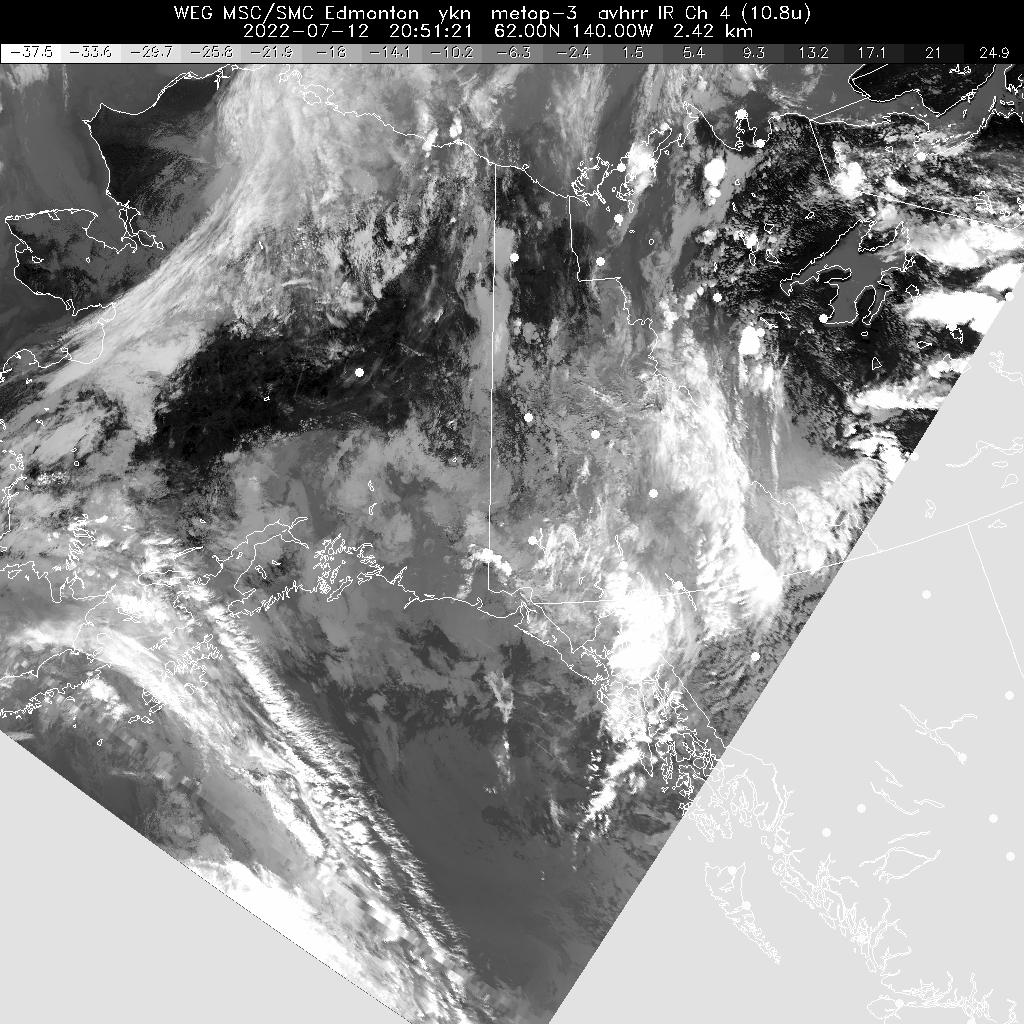 WEG MSC/SMC Edmonton ykn metop-3 avhrr IR Ch 4 (10.8u)
2022-07-12 20:51:21 62.00N 140.00W 2.42 km
-37.5 -33.6 -29.7 -25.8 -21.9 -18 -14.1 -10.2 -6.3 -2.4 1.5 5.4 9.3 13.2 17.1 21 24.9